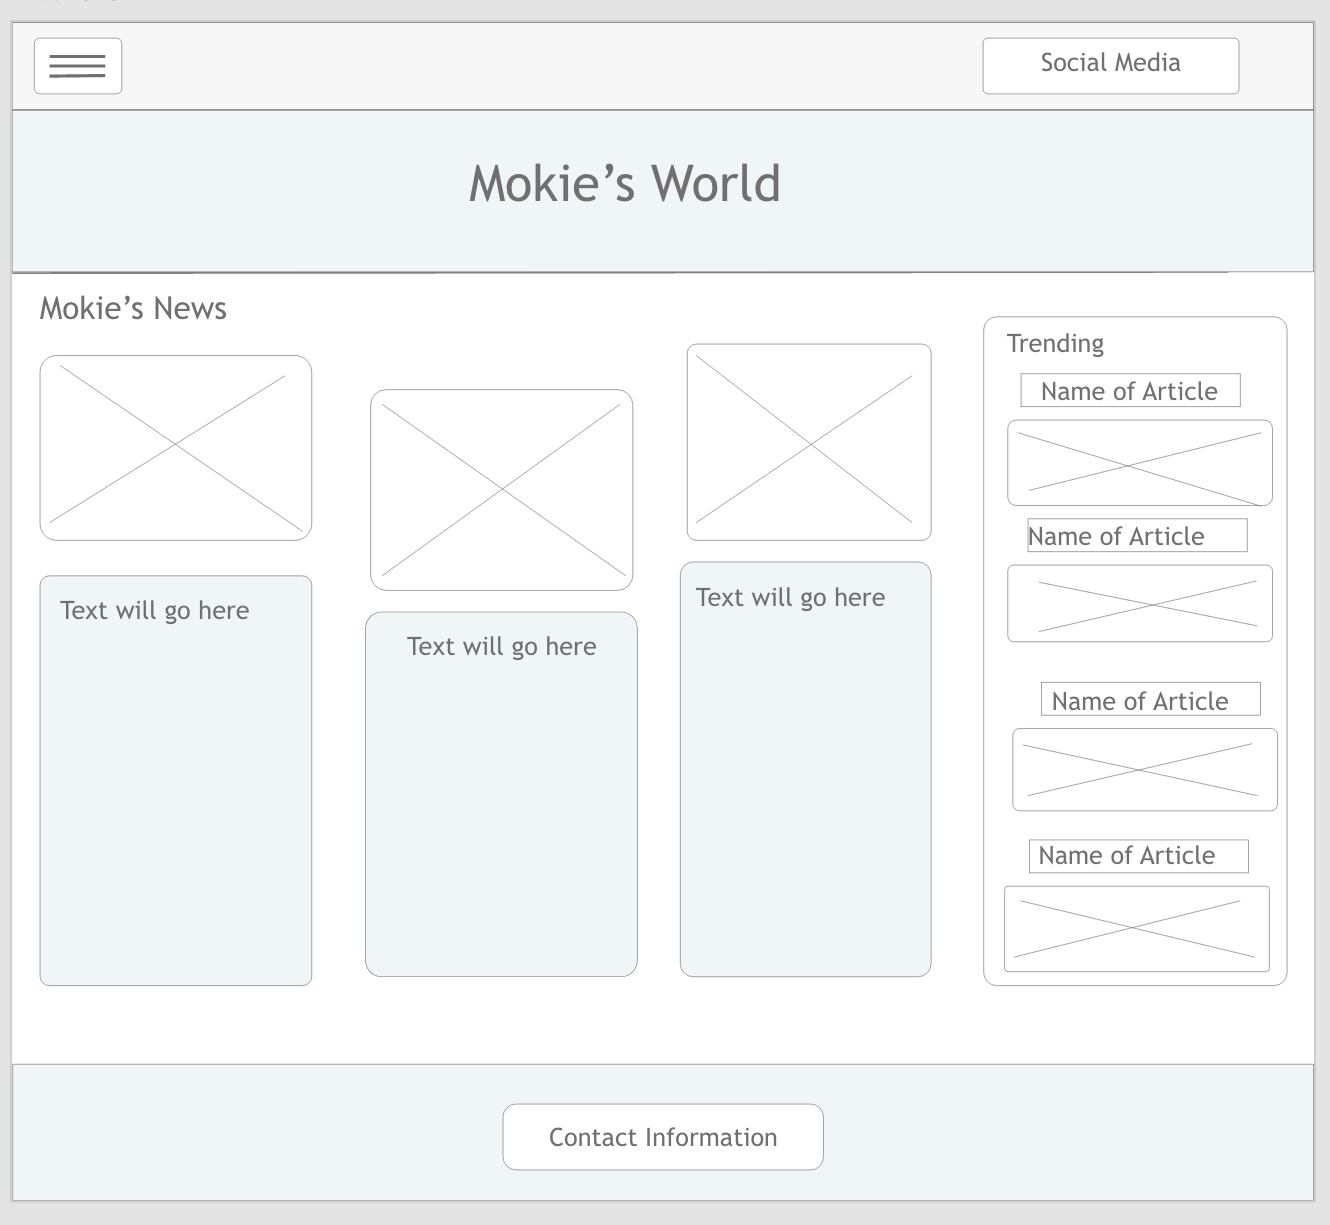 Social Media
Mokie’s World
Mokie’s News
Text will go here
Text will go here
Text will go here
Trending
Name of Article
Name of Article
Name of Article
Name of Article
Contact Information